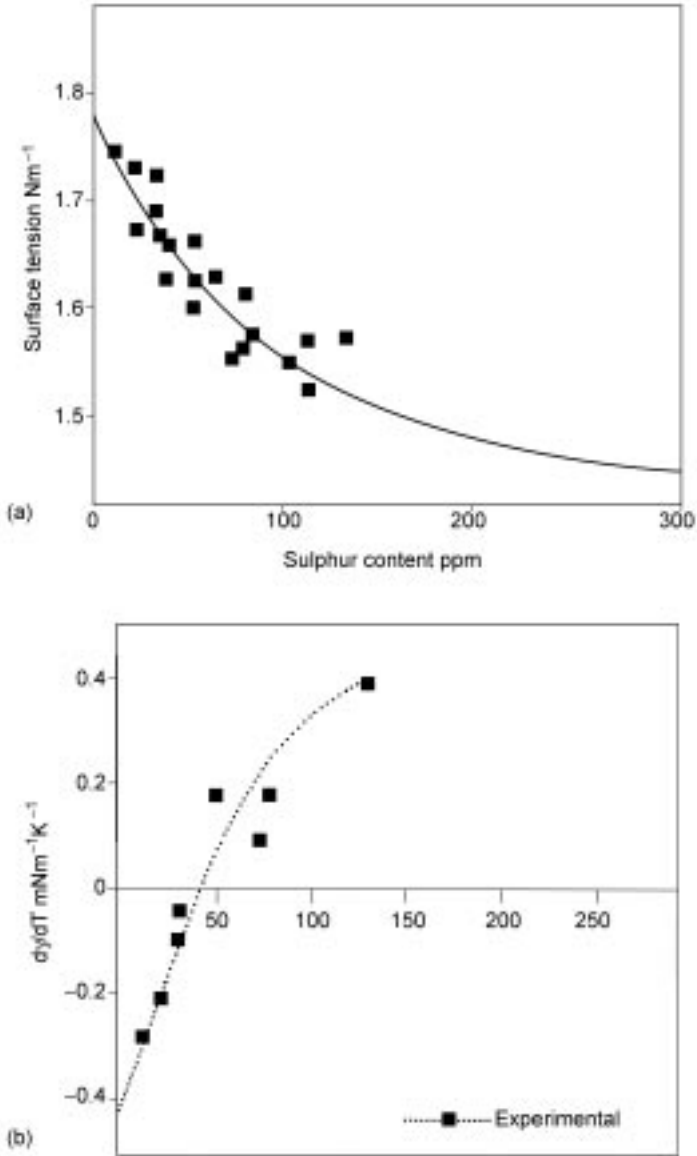 1.8
1.7
1.6
1.5
Surface tension Nm⁻¹
(a)
0 100 200 300
Sulphur content ppm
0.4
0.2
0
−0.2
−0.4
50 100 150 200 250
dγ/dT mNm⁻¹K⁻¹
Experimental
(b)